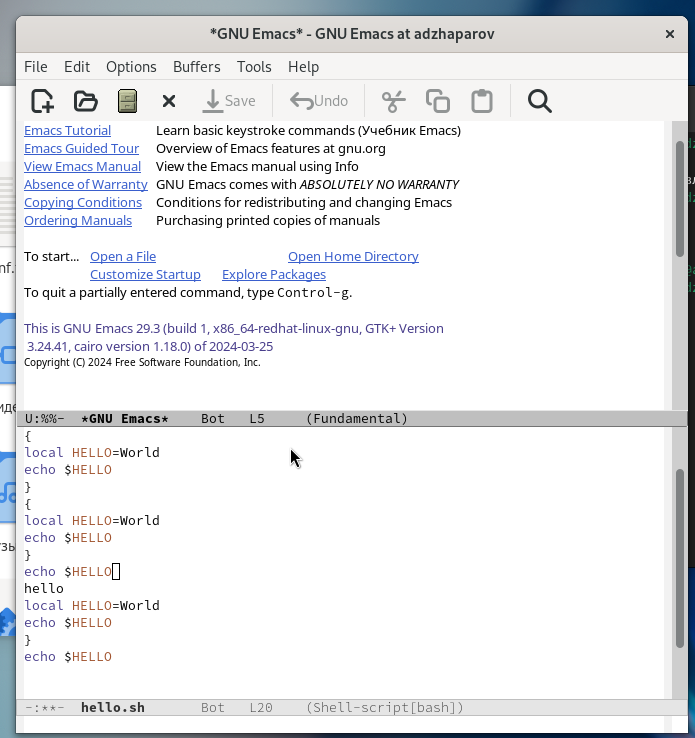 *GNU Emacs* - GNU Emacs at adzhaparov
File Edit Options Buffers Tools Help
Save Undo
Emacs Tutorial Learn basic keystroke commands (Учебник Emacs)
Emacs Guided Tour Overview of Emacs features at gnu.org
View Emacs Manual View the Emacs manual using Info
Absence of Warranty GNU Emacs comes with ABSOLUTELY NO WARRANTY
Copying Conditions Conditions for redistributing and changing Emacs
Ordering Manuals Purchasing printed copies of manuals
To start... Open a File Open Home Directory
Customize Startup Explore Packages
To quit a partially entered command, type Control-g.
This is GNU Emacs 29.3 (build 1, x86_64-redhat-linux-gnu, GTK+ Version
3.24.41, cairo version 1.18.0) of 2024-03-25
Copyright (C) 2024 Free Software Foundation, Inc.
U:%%- *GNU Emacs* Bot L5 (Fundamental)
{
local HELLO=World
echo $HELLO
}
{
local HELLO=World
echo $HELLO
}
echo $HELLO
hello
local HELLO=World
echo $HELLO
}
echo $HELLO
-:**- hello.sh Bot L20 (Shell-script[bash])